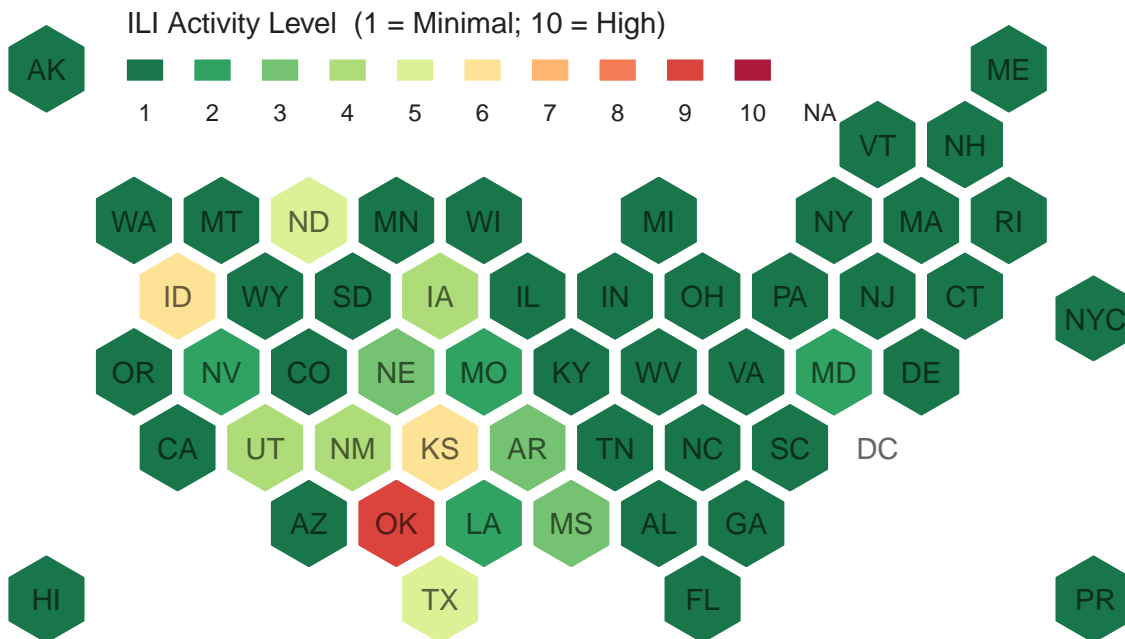 ILI Activity Level (1 = Minimal; 10 = High)
AK ME
1 2 3 4 5 6 7 8 9 10 NA
VT NH
WA MT ND MN WI MI NY MA RI
ID WY SD IA IL IN OH PA NJ CT
NYC
OR NV CO NE MO KY WV VA MD DE
CA UT NM KS AR TN NC SC DC
AZ OK LA MS AL GA
HI TX FL PR